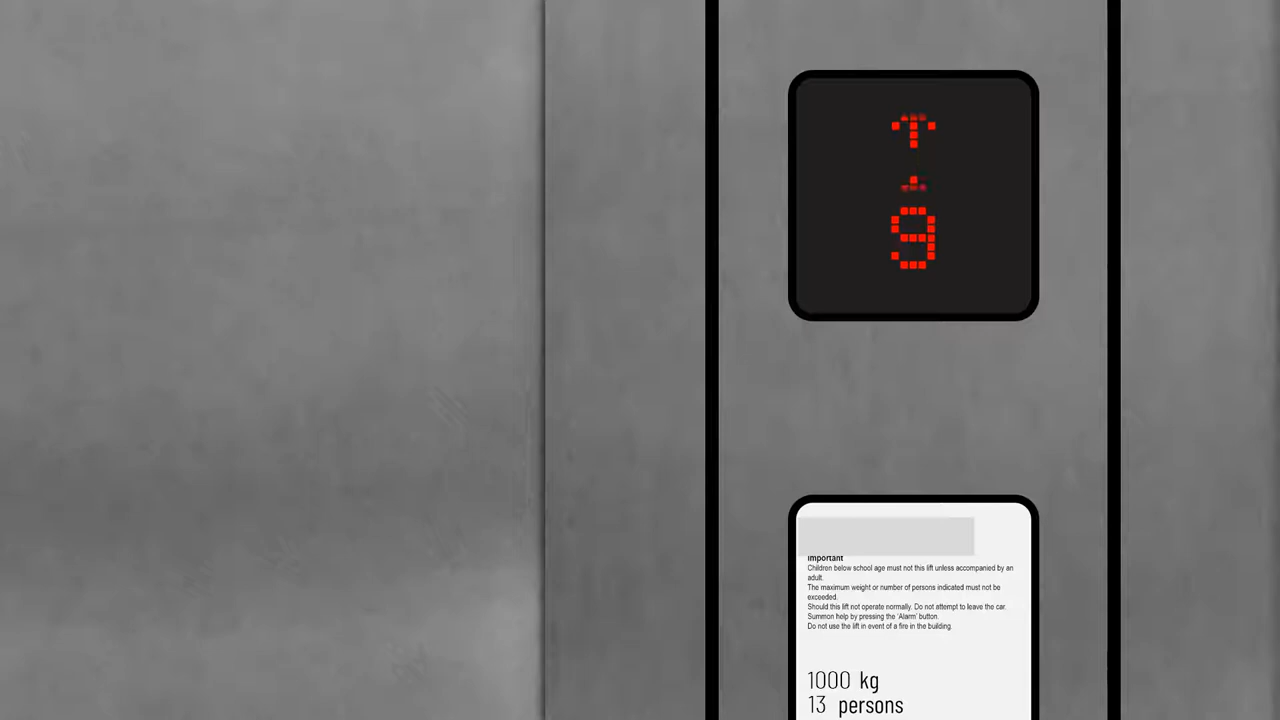 9
Important
Children below school age must not this lift unless accompanied by an
adult.
The maximum weight or number of persons indicated must not be
exceeded.
Should this lift not operate normally. Do not attempt to leave the car.
Summon help by pressing the 'Alarm' button.
Do not use the lift in event of a fire in the building.
1000 kg
13 persons